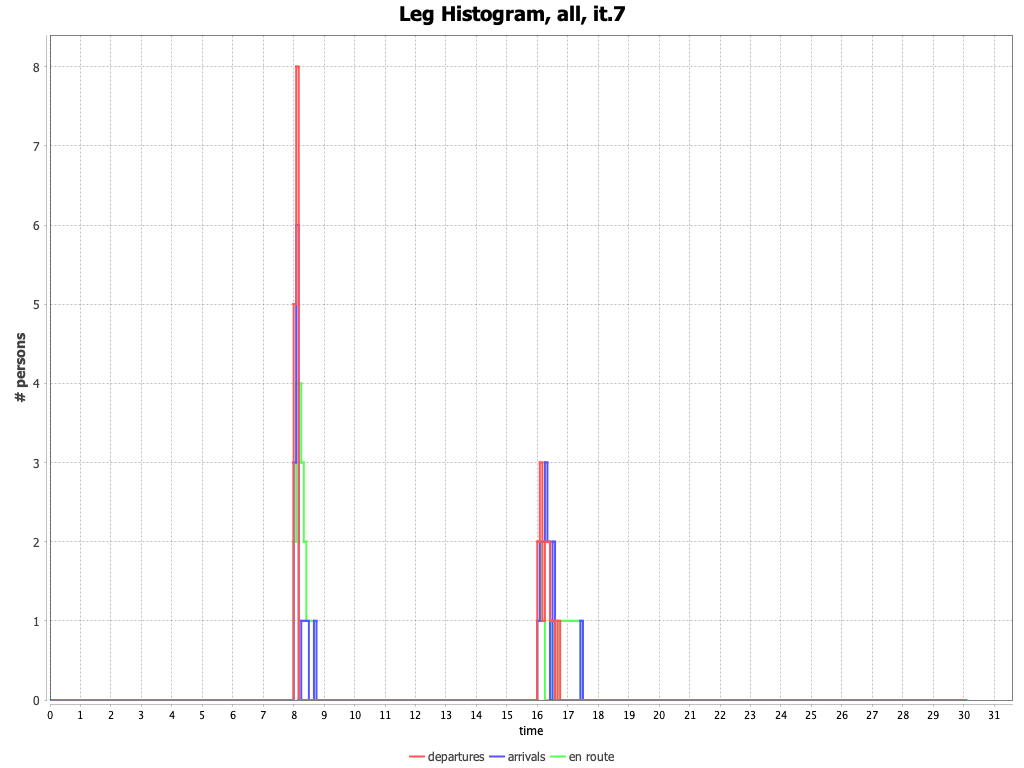 Leg Histogram, all, it.7
# persons
8
7
6
5
4
3
2
1
0
0 1 2 3 4 5 6 7 8 9 10 11 12 13 14 15 16 17 18 19 20 21 22 23 24 25 26 27 28 29 30 31
time
departures arrivals en route